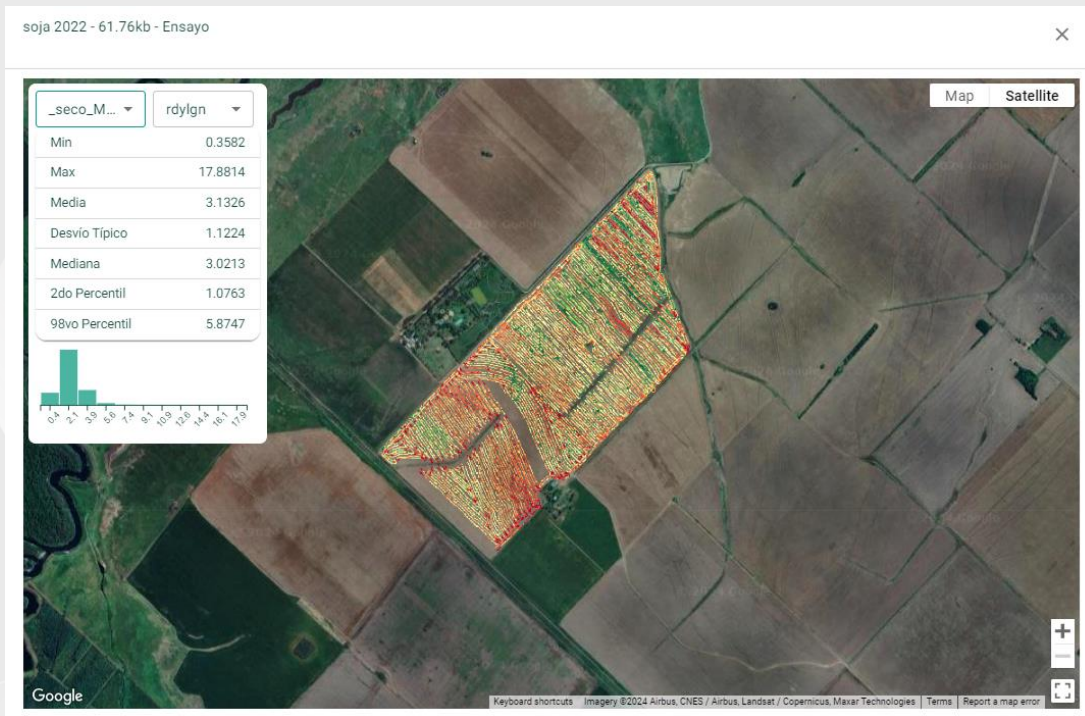 soja 2022 - 61.76kb - Ensayo
_seco_M... rdylgn
Map Satellite
Min 0.3582
Max 17.8814
Media 3.1326
Desvío Típico 1.1224
Mediana 3.0213
2do Percentil 1.0763
98vo Percentil 5.8747
0.4 2.1 3.9 5.6 7.4 9.1 10.9 12.6 14.4 16.1 17.9
Google
Keyboard shortcuts Imagery ©2024 Airbus, CNES / Airbus, Landsat / Copernicus, Maxar Technologies Terms Report a map error